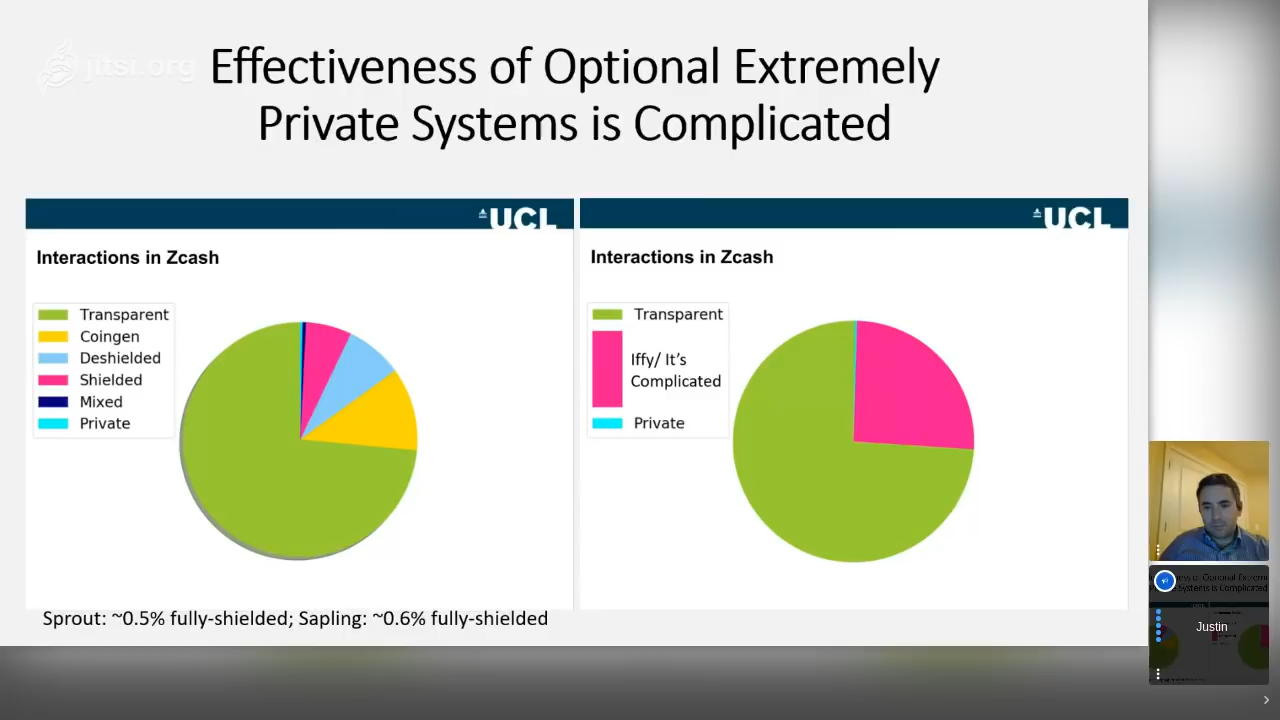 jitsi.org
Effectiveness of Optional Extremely
Private Systems is Complicated
UCL
Interactions in Zcash
Transparent
Coingen
Deshielded
Shielded
Mixed
Private
UCL
Interactions in Zcash
Transparent
Iffy/ It's
Complicated
Private
Sprout: ~0.5% fully-shielded; Sapling: ~0.6% fully-shielded
Justin